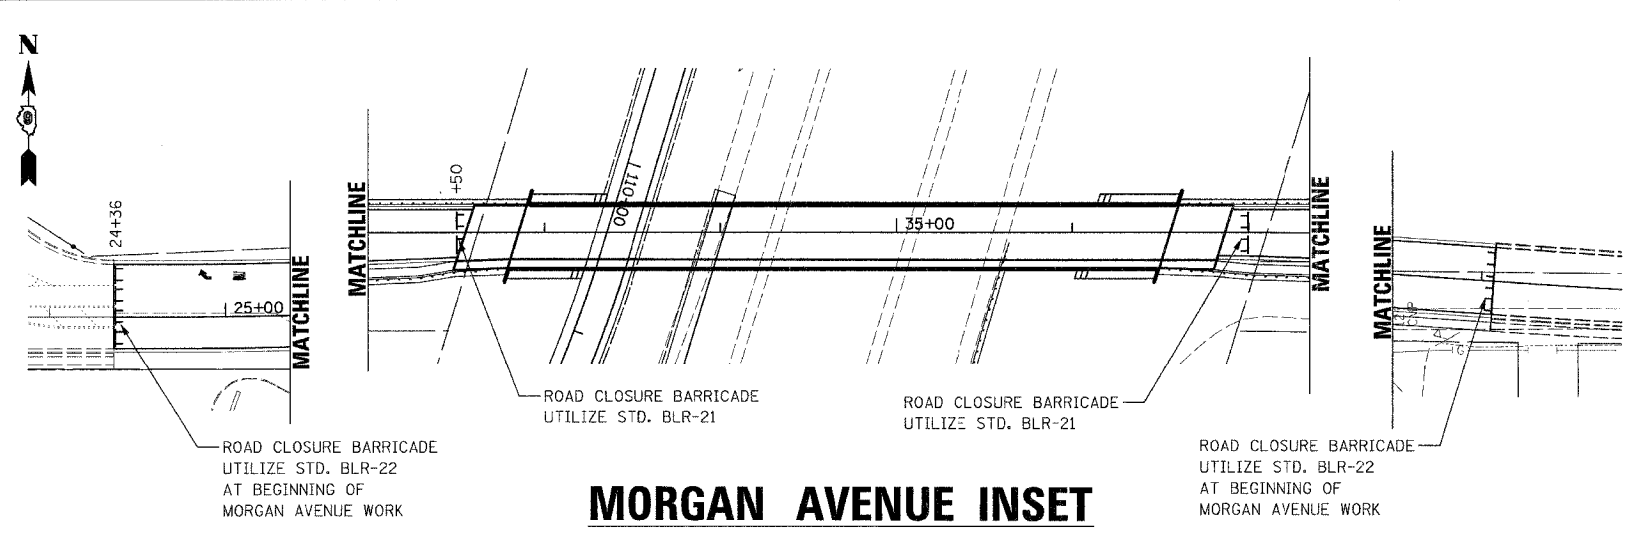 N
24+36
25+00
MATCHLINE
MATCHLINE
+50
110+00
35+00
MATCHLINE
MATCHLINE
G
ROAD CLOSURE BARRICADE
UTILIZE STD. BLR-22
AT BEGINNING OF
MORGAN AVENUE WORK
ROAD CLOSURE BARRICADE
UTILIZE STD. BLR-21
ROAD CLOSURE BARRICADE
UTILIZE STD. BLR-21
ROAD CLOSURE BARRICADE
UTILIZE STD. BLR-22
AT BEGINNING OF
MORGAN AVENUE WORK
MORGAN AVENUE INSET